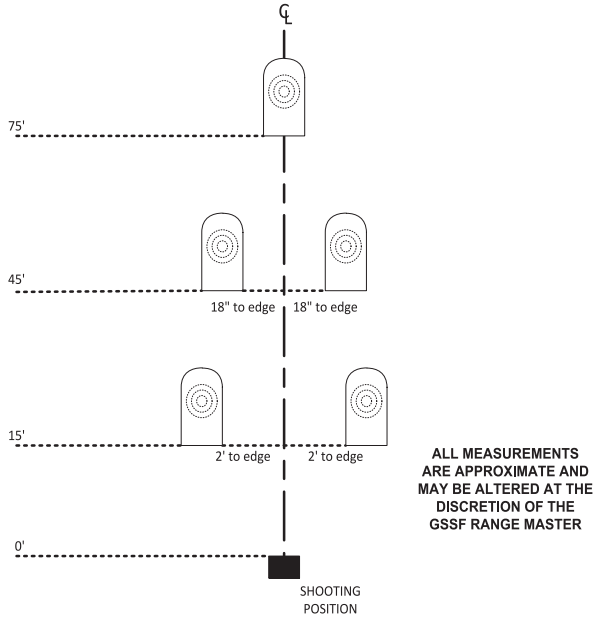 ℄
75'
45'
18" to edge 18" to edge
15'
2' to edge 2' to edge
ALL MEASUREMENTS
ARE APPROXIMATE AND
MAY BE ALTERED AT THE
DISCRETION OF THE
GSSF RANGE MASTER
0'
SHOOTING
POSITION